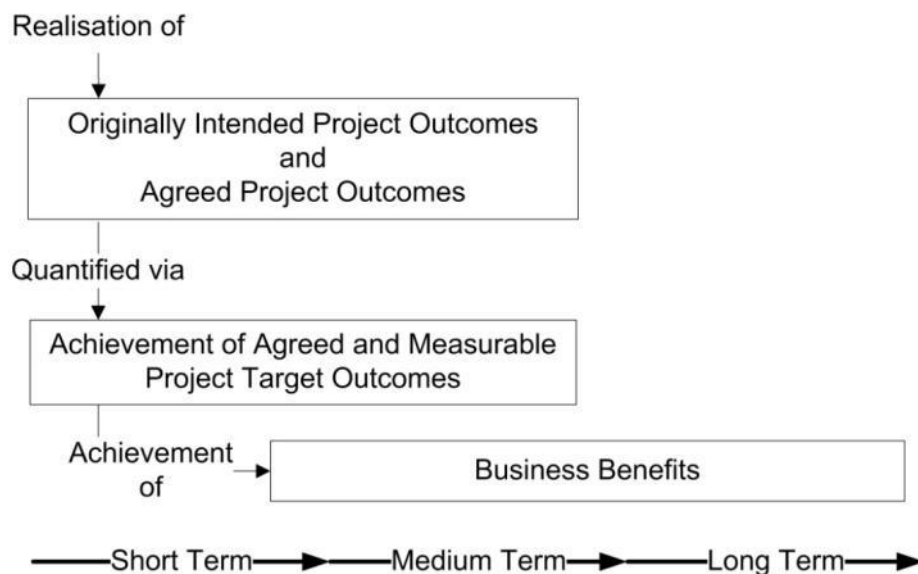 Realisation of
Originally Intended Project Outcomes
and
Agreed Project Outcomes
Quantified via
Achievement of Agreed and Measurable
Project Target Outcomes
Achievement
of
Business Benefits
Short Term
Medium Term
Long Term